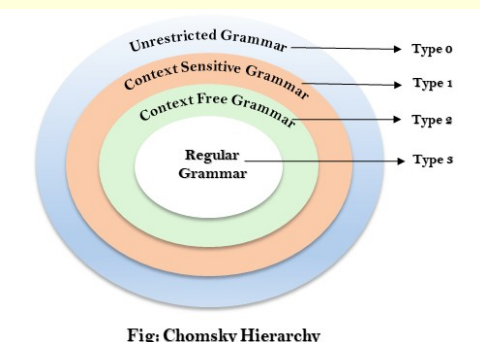 Unrestricted Grammar
Type 0
Context Sensitive Grammar
Type 1
Context Free Grammar
Type 2
Regular
Grammar
Type 3
Fig: Chomsky Hierarchy